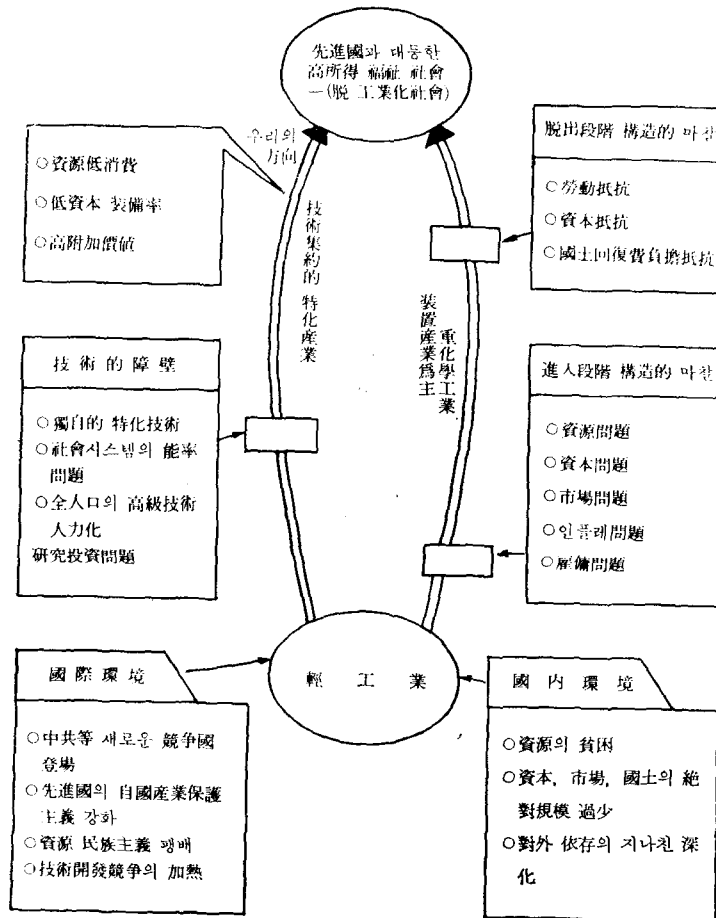 先進國과 대등한
高所得 福祉 社會
—(脫 工業化社會)
우리의
方向
○資源低消費
○低資本 裝備率
○高附加價値
脫出段階 構造的 마찰
○勞動抵抗
○資本抵抗
○國土回復費負擔抵抗
技術集約的 特化産業
重化學工業,
裝置産業爲主
技術的障壁
○獨自的 特化技術
○社會시스템의 能率
問題
○全人口의 高級技術
人力化
研究投資問題
進入段階 構造的 마찰
○資源問題
○資本問題
○市場問題
○인플레問題
○雇傭問題
輕工業
國際環境
○中共等 새로운 競爭國
登場
○先進國의 自國産業保護
主義 강화
○資源 民族主義 팽배
○技術開發競爭의 加熱
國內環境
○資源의 貧困
○資本, 市場, 國土의 絶
對規模 過少
○對外 依存의 지나친 深
化